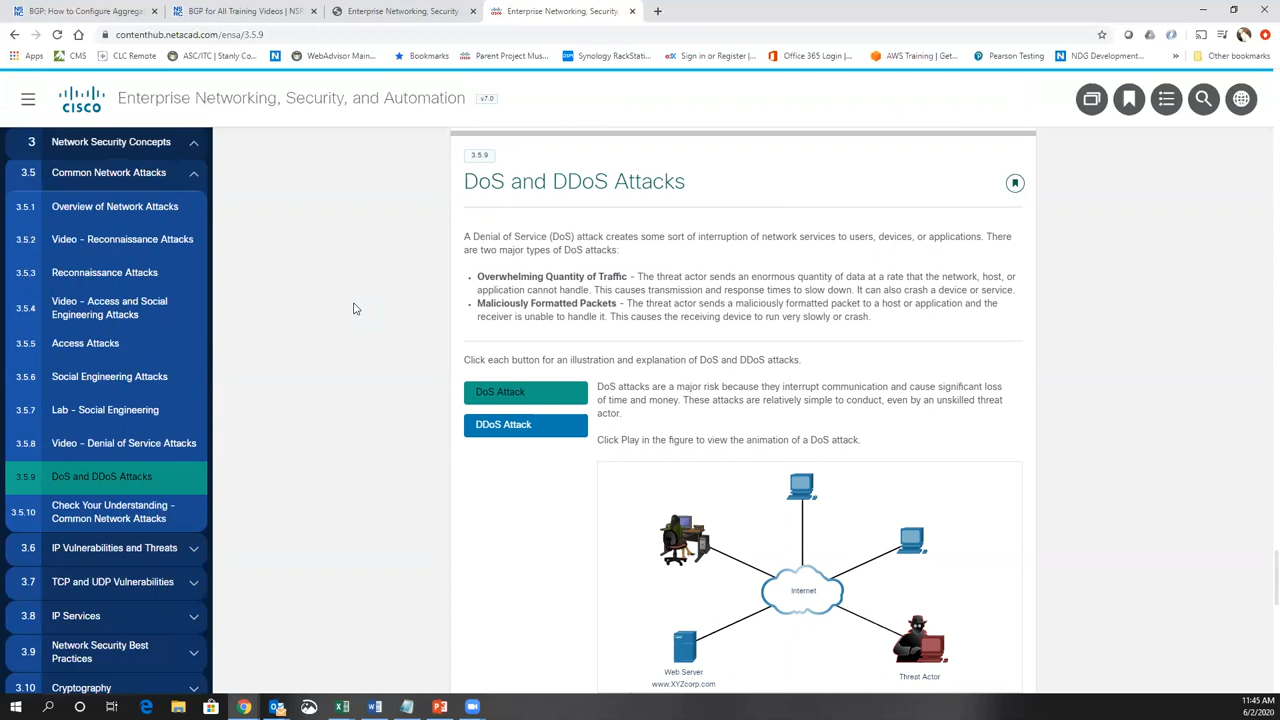 BGP: How to Configure Aggregat
BGP for All Training Videos | NSR
Enterprise Networking, Security,
Enterprise Networking, Security,
contenthub.netacad.com/ensa/3.5.9
Apps
CMS
CLC Remote
ASC/ITC | Stanly Co...
WebAdvisor Main...
Bookmarks
Parent Project Mus...
Synology RackStati...
Sign in or Register |...
Office 365 Login |...
AWS Training | Get...
Pearson Testing
NDG Development...
»
Other bookmarks
CISCO
Enterprise Networking, Security, and Automation
v7.0
3 Network Security Concepts
3.5 Common Network Attacks
3.5.1 Overview of Network Attacks
3.5.2 Video - Reconnaissance Attacks
3.5.3 Reconnaissance Attacks
3.5.4 Video - Access and Social
Engineering Attacks
3.5.5 Access Attacks
3.5.6 Social Engineering Attacks
3.5.7 Lab - Social Engineering
3.5.8 Video - Denial of Service Attacks
3.5.9 DoS and DDoS Attacks
3.5.10 Check Your Understanding -
Common Network Attacks
3.6 IP Vulnerabilities and Threats
3.7 TCP and UDP Vulnerabilities
3.8 IP Services
3.9 Network Security Best
Practices
3.10 Cryptography
3.5.9
DoS and DDoS Attacks
A Denial of Service (DoS) attack creates some sort of interruption of network services to users, devices, or applications. There
are two major types of DoS attacks:
• Overwhelming Quantity of Traffic - The threat actor sends an enormous quantity of data at a rate that the network, host, or
application cannot handle. This causes transmission and response times to slow down. It can also crash a device or service.
• Maliciously Formatted Packets - The threat actor sends a maliciously formatted packet to a host or application and the
receiver is unable to handle it. This causes the receiving device to run very slowly or crash.
Click each button for an illustration and explanation of DoS and DDoS attacks.
DoS Attack
DDoS Attack
DoS attacks are a major risk because they interrupt communication and cause significant loss
of time and money. These attacks are relatively simple to conduct, even by an unskilled threat
actor.
Click Play in the figure to view the animation of a DoS attack.
Internet
Web Server
www.XYZcorp.com
Threat Actor
11:45 AM
6/2/2020